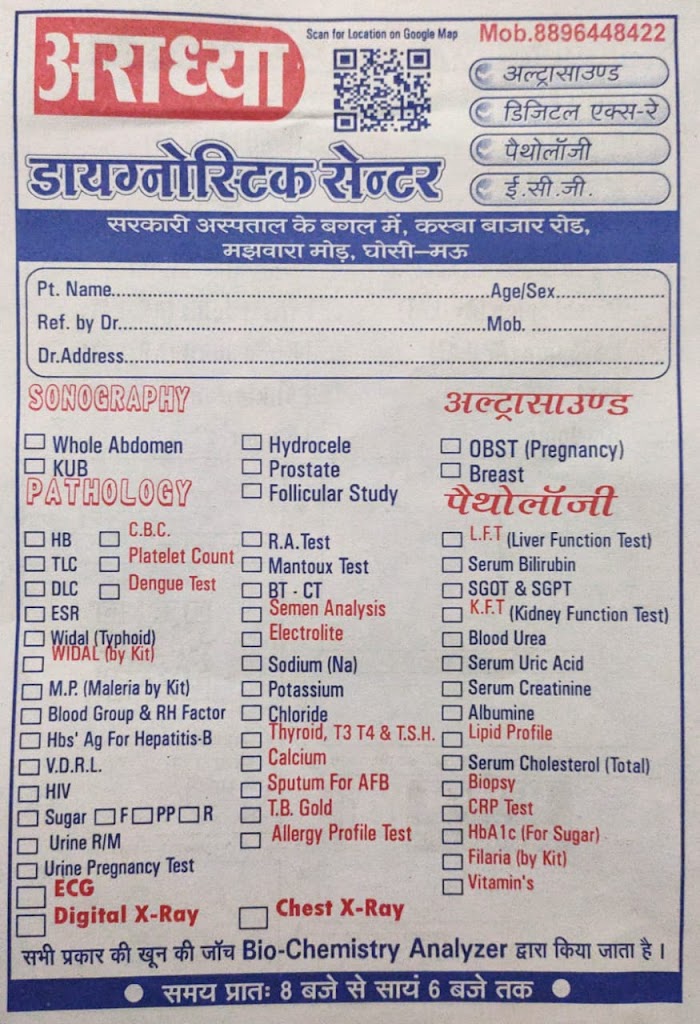 अराध्या
Scan for Location on Google Map
Mob.8896448422
अल्ट्रासाउण्ड
डिजिटल एक्स-रे
पैथोलॉजी
ई.सी.जी.
डायग्नोस्टिक सेन्टर
सरकारी अस्पताल के बगल में, कस्बा बाजार रोड,
मझवारा मोड़, घोसी–मऊ
Pt. Name.......... Age/Sex..........
Ref. by Dr.......... Mob. ..........
Dr.Address..........
SONOGRAPHY
अल्ट्रासाउण्ड
Whole Abdomen
KUB
Hydrocele
Prostate
Follicular Study
OBST (Pregnancy)
Breast
PATHOLOGY
पैथोलॉजी
HB
TLC
DLC
ESR
C.B.C.
Platelet Count
Dengue Test
Widal (Typhoid)
WIDAL (by Kit)
M.P. (Maleria by Kit)
Blood Group & RH Factor
Hbs' Ag For Hepatitis-B
V.D.R.L.
HIV
Sugar F PP R
Urine R/M
Urine Pregnancy Test
ECG
Digital X-Ray
R.A.Test
Mantoux Test
BT - CT
Semen Analysis
Electrolite
Sodium (Na)
Potassium
Chloride
Thyroid, T3 T4 & T.S.H.
Calcium
Sputum For AFB
T.B. Gold
Allergy Profile Test
Chest X-Ray
L.F.T (Liver Function Test)
Serum Bilirubin
SGOT & SGPT
K.F.T (Kidney Function Test)
Blood Urea
Serum Uric Acid
Serum Creatinine
Albumine
Lipid Profile
Serum Cholesterol (Total)
Biopsy
CRP Test
HbA1c (For Sugar)
Filaria (by Kit)
Vitamin's
सभी प्रकार की खून की जाँच Bio-Chemistry Analyzer द्वारा किया जाता है ।
समय प्रातः 8 बजे से सायं 6 बजे तक